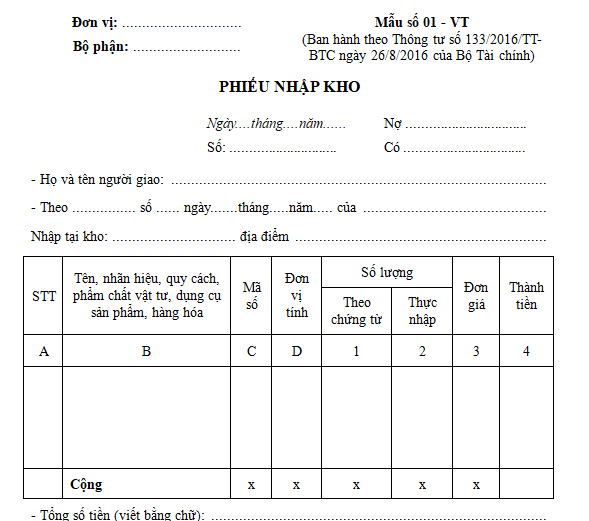 Đơn vị: ..............................
Bộ phận: ...........................
Mẫu số 01 - VT
(Ban hành theo Thông tư số 133/2016/TT-
BTC ngày 26/8/2016 của Bộ Tài chính)
PHIẾU NHẬP KHO
Ngày....tháng....năm...... Nợ ...............................
Số: ........................... Có ...............................
- Họ và tên người giao: ................................................................................................
- Theo ................ số ...... ngày.......tháng.....năm..... của ...............................................
Nhập tại kho: ............................... địa điểm ................................................................
STT
Tên, nhãn hiệu, quy cách,
phẩm chất vật tư, dụng cụ
sản phẩm, hàng hóa
Mã
số
Đơn
vị
tính
Số lượng
Theo
chứng từ
Thực
nhập
Đơn
giá
Thành
tiền
A B C D 1 2 3 4
Cộng x x x x x
- Tổng số tiền (viết bằng chữ): .....................................................................................